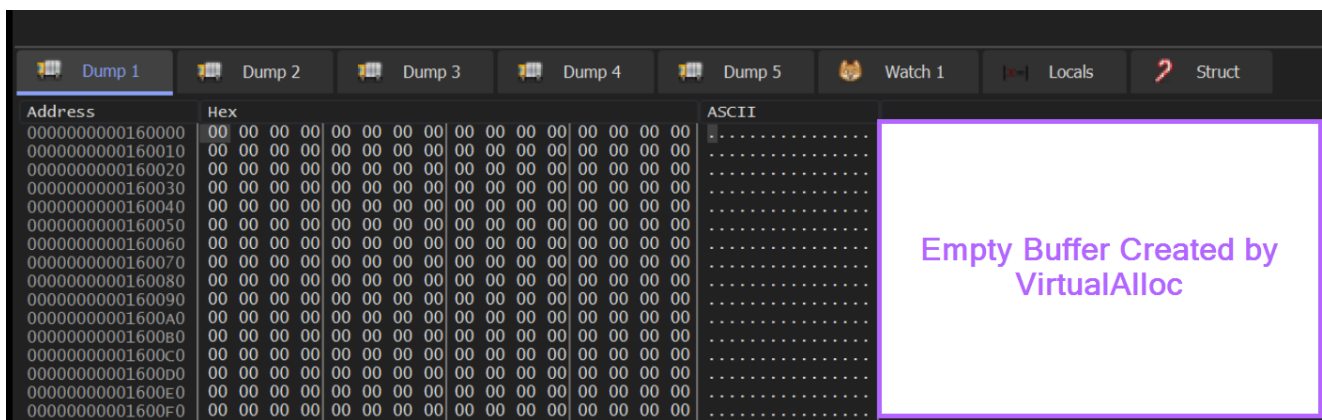 Dump 1 Dump 2 Dump 3 Dump 4 Dump 5 Watch 1 [x=] Locals Struct
Address Hex ASCII
0000000000160000 00 00 00 00 00 00 00 00 00 00 00 00 00 00 00 00 ................
0000000000160010 00 00 00 00 00 00 00 00 00 00 00 00 00 00 00 00 ................
0000000000160020 00 00 00 00 00 00 00 00 00 00 00 00 00 00 00 00 ................
0000000000160030 00 00 00 00 00 00 00 00 00 00 00 00 00 00 00 00 ................
0000000000160040 00 00 00 00 00 00 00 00 00 00 00 00 00 00 00 00 ................
0000000000160050 00 00 00 00 00 00 00 00 00 00 00 00 00 00 00 00 ................
0000000000160060 00 00 00 00 00 00 00 00 00 00 00 00 00 00 00 00 ................
0000000000160070 00 00 00 00 00 00 00 00 00 00 00 00 00 00 00 00 ................
0000000000160080 00 00 00 00 00 00 00 00 00 00 00 00 00 00 00 00 ................
0000000000160090 00 00 00 00 00 00 00 00 00 00 00 00 00 00 00 00 ................
00000000001600A0 00 00 00 00 00 00 00 00 00 00 00 00 00 00 00 00 ................
00000000001600B0 00 00 00 00 00 00 00 00 00 00 00 00 00 00 00 00 ................
00000000001600C0 00 00 00 00 00 00 00 00 00 00 00 00 00 00 00 00 ................
00000000001600D0 00 00 00 00 00 00 00 00 00 00 00 00 00 00 00 00 ................
00000000001600E0 00 00 00 00 00 00 00 00 00 00 00 00 00 00 00 00 ................
00000000001600F0 00 00 00 00 00 00 00 00 00 00 00 00 00 00 00 00 ................
Empty Buffer Created by
VirtualAlloc